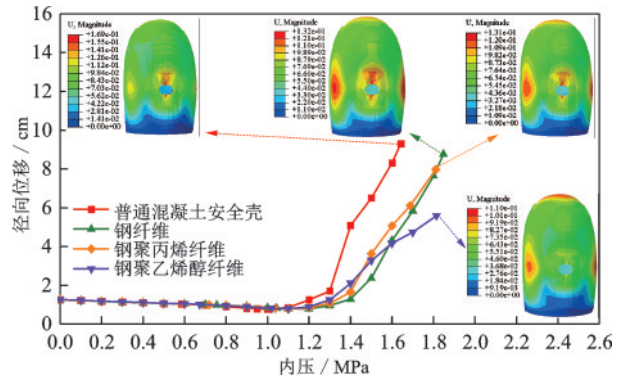 U, Magnitude
+1.69e-01
+1.55e-01
+1.41e-01
+1.26e-01
+1.12e-01
+9.84e-02
+8.43e-02
+7.03e-02
+5.62e-02
+4.22e-02
+2.81e-02
+1.41e-02
+0.00e+00
U, Magnitude
+1.32e-01
+1.21e-01
+1.10e-01
+9.89e-02
+8.79e-02
+7.69e-02
+6.60e-02
+5.50e-02
+4.40e-02
+3.30e-02
+2.20e-02
+1.10e-02
+0.00e+00
U, Magnitude
+1.31e-01
+1.20e-01
+1.09e-01
+9.82e-02
+8.73e-02
+7.64e-02
+6.54e-02
+5.45e-02
+4.36e-02
+3.27e-02
+2.18e-02
+1.09e-02
+0.00e+00
U, Magnitude
+1.10e-01
+1.01e-01
+9.19e-02
+8.27e-02
+7.35e-02
+6.43e-02
+5.51e-02
+4.60e-02
+3.68e-02
+2.76e-02
+1.84e-02
+9.19e-03
+0.00e+00
普通混凝土安全壳
钢纤维
钢聚丙烯纤维
钢聚乙烯醇纤维
径向位移 / cm
16
14
12
10
8
6
4
2
0
0.0 0.2 0.4 0.6 0.8 1.0 1.2 1.4 1.6 1.8 2.0 2.2 2.4 2.6
内压 / MPa